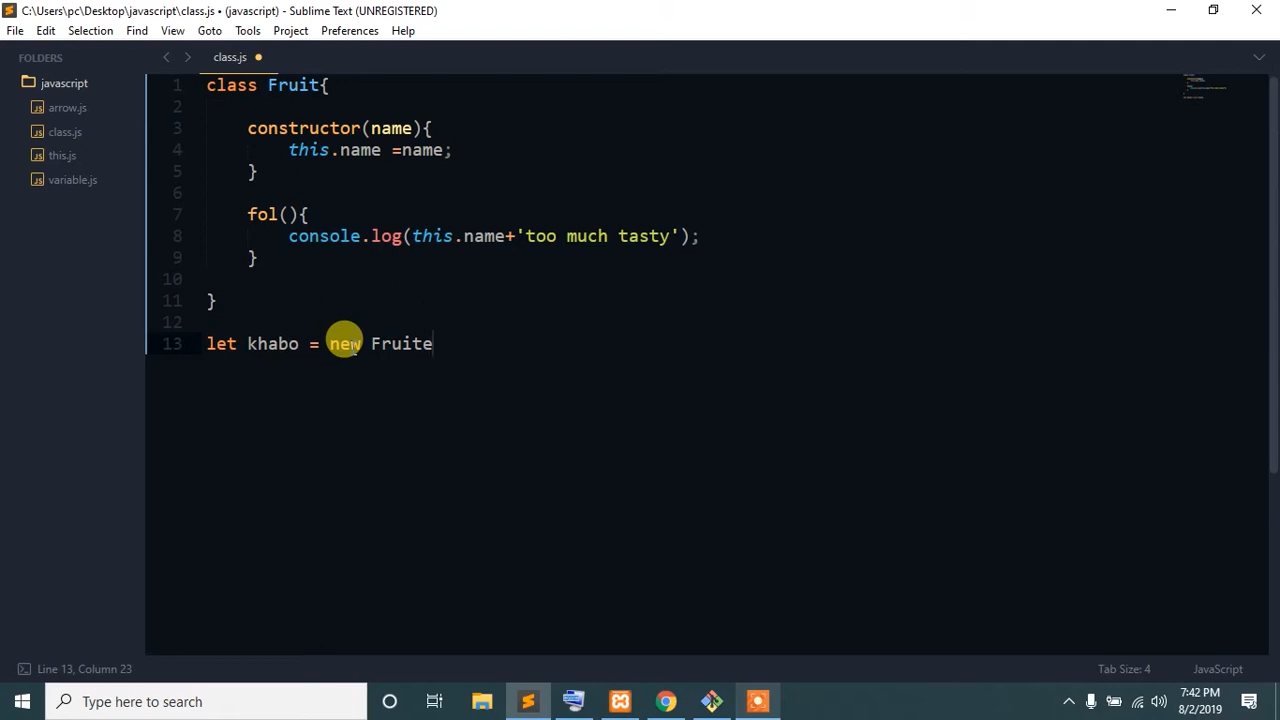 C:\Users\pc\Desktop\javascript\class.js • (javascript) - Sublime Text (UNREGISTERED)
File Edit Selection Find View Goto Tools Project Preferences Help
FOLDERS
javascript
arrow.js
class.js
this.js
variable.js
class.js
1 class Fruit{
2
3 constructor(name){
4 this.name =name;
5 }
6
7 fol(){
8 console.log(this.name+'too much tasty');
9 }
10
11 }
12
13 let khabo = new Fruite
Line 13, Column 23
Tab Size: 4 JavaScript
Type here to search
7:42 PM
8/2/2019